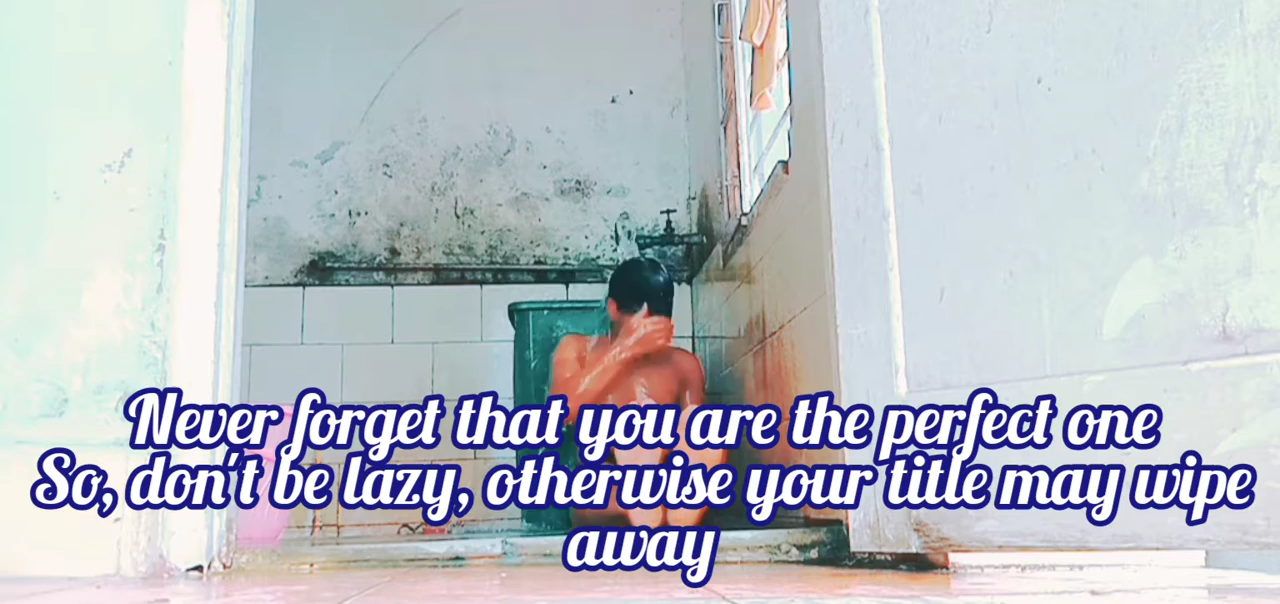 Never forget that you are the perfect one
So, don't be lazy, otherwise your title may wipe
away